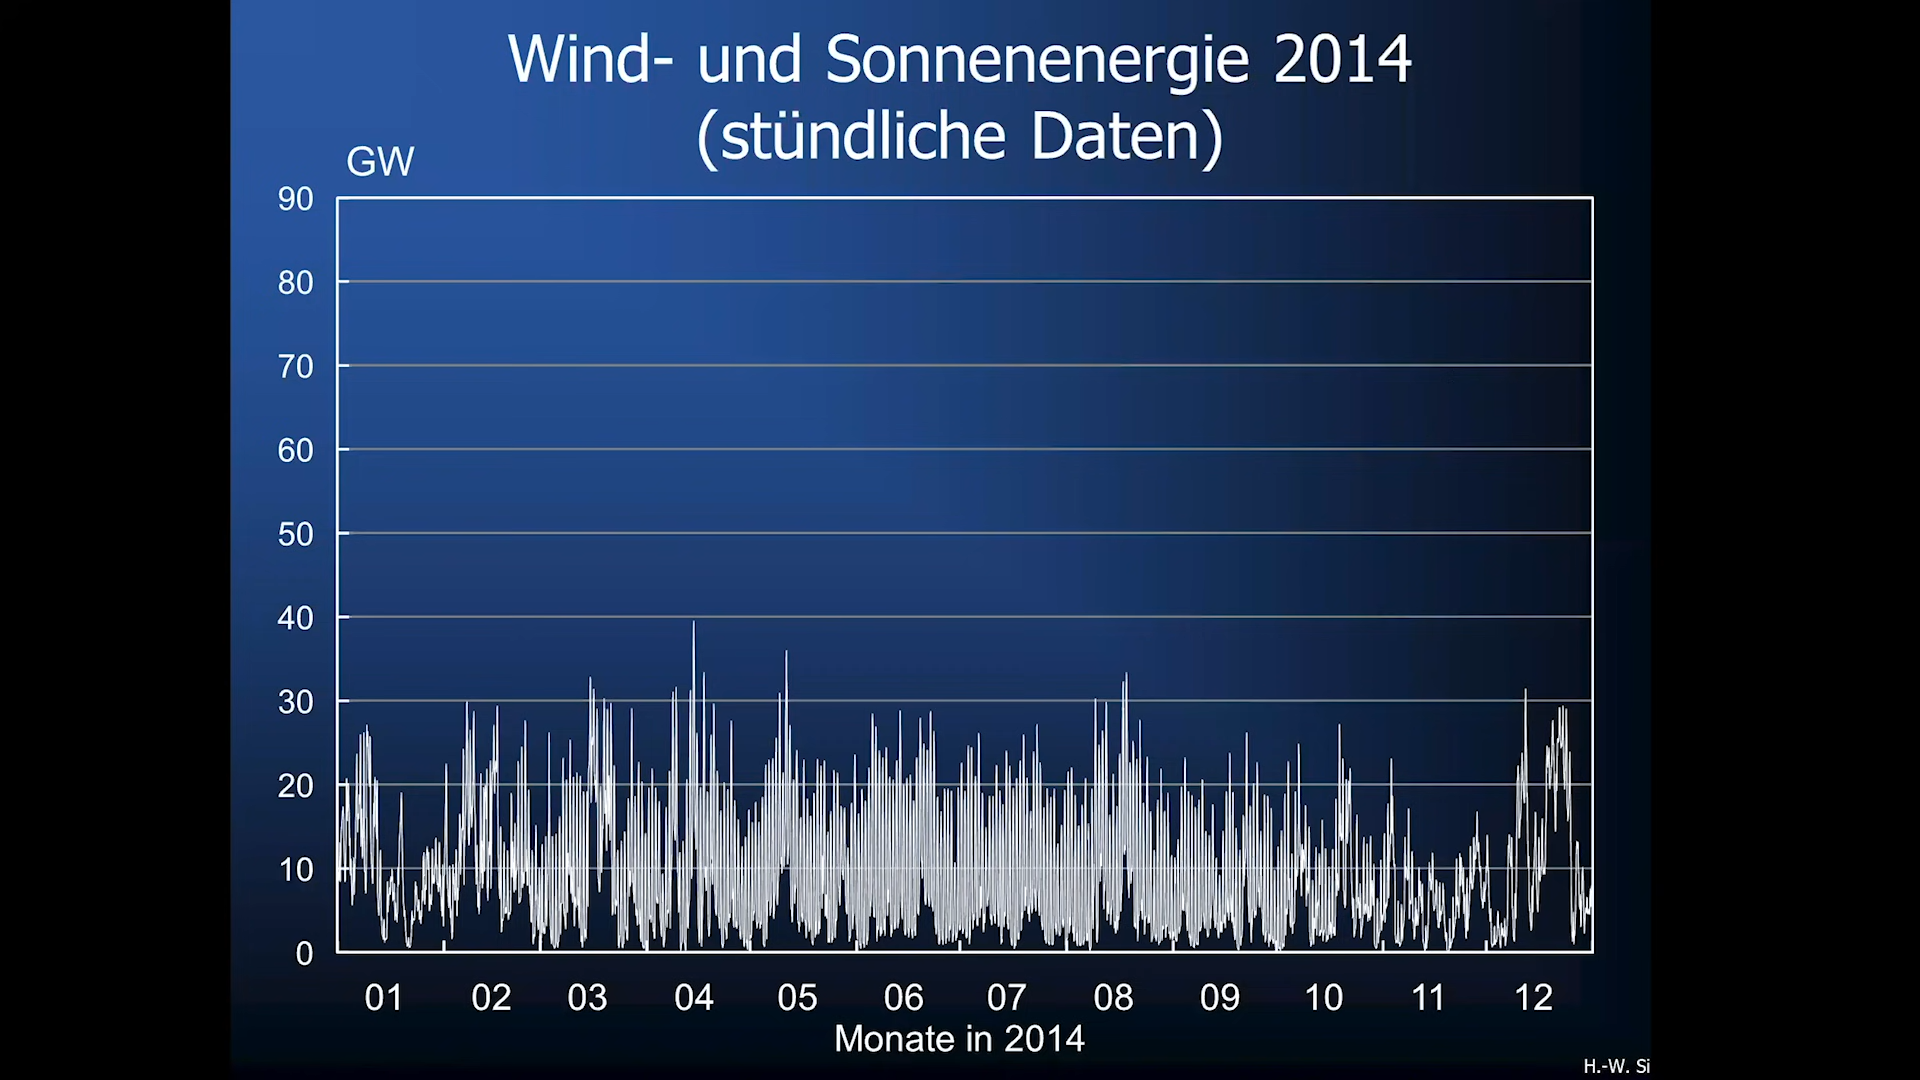 Wind- und Sonnenenergie 2014
(stündliche Daten)
GW
90
80
70
60
50
40
30
20
10
0
01 02 03 04 05 06 07 08 09 10 11 12
Monate in 2014
H.-W. Si